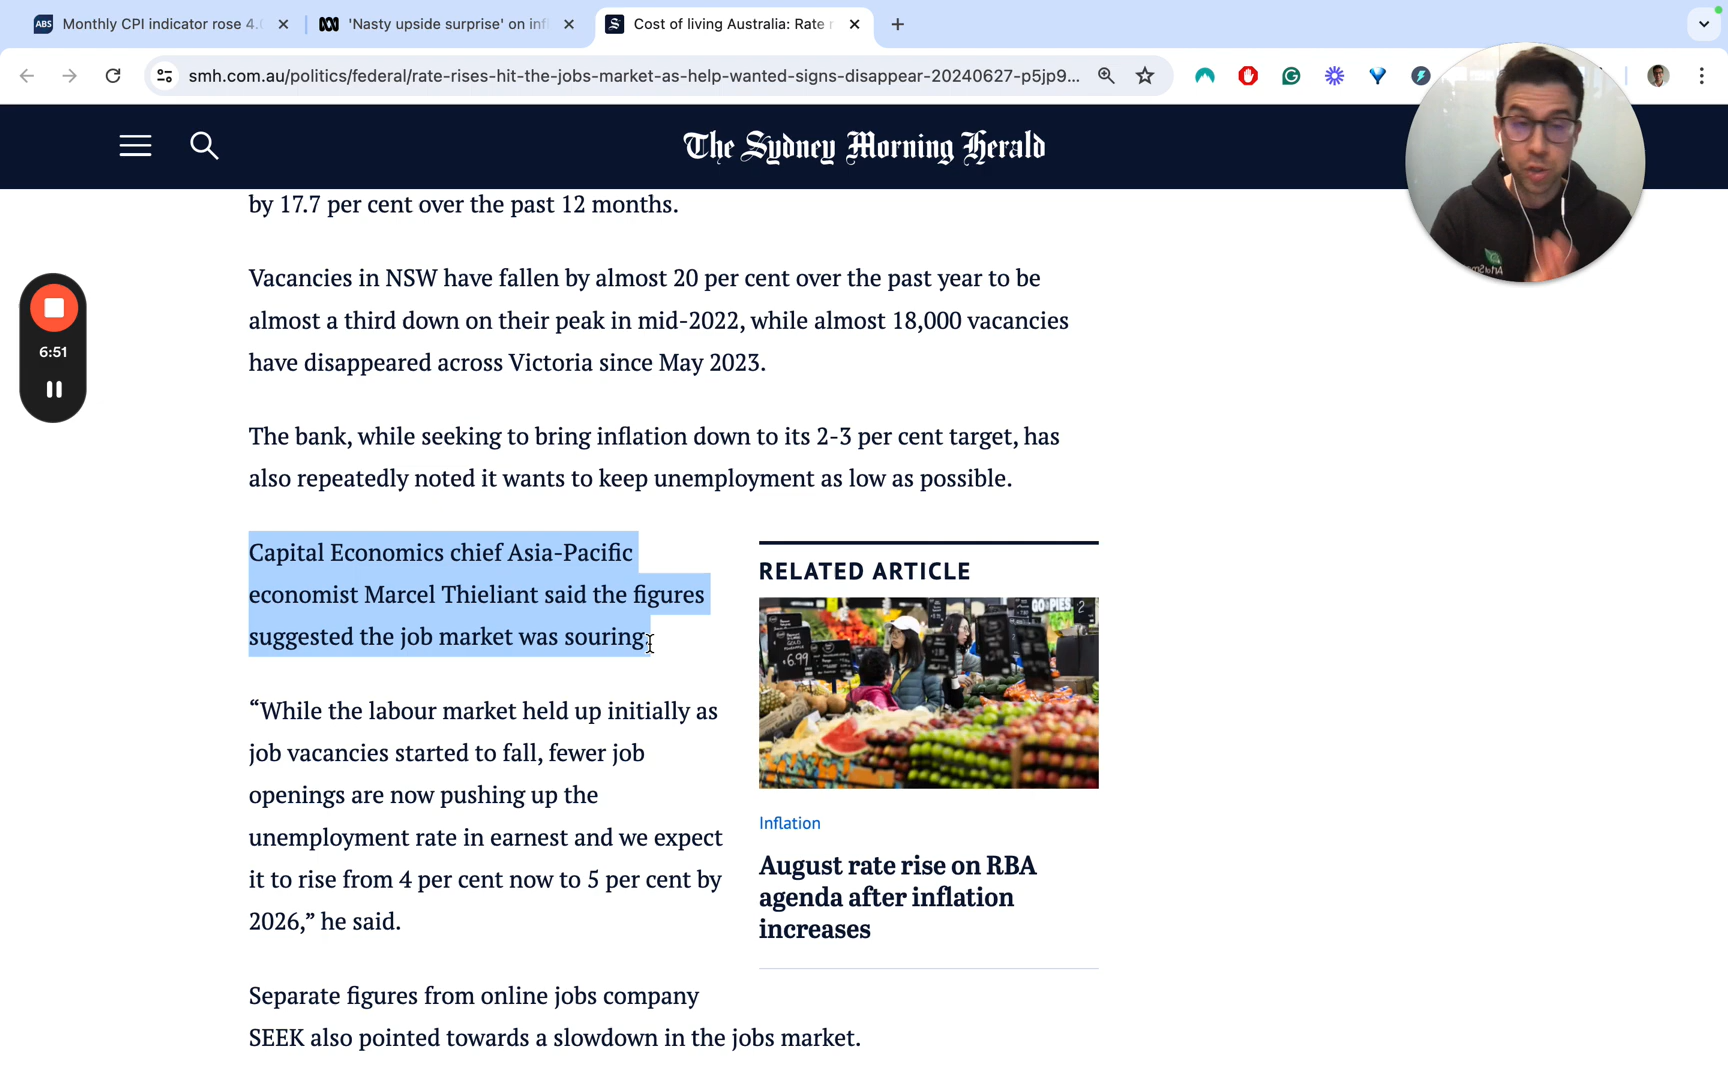 ABS Monthly CPI indicator rose 4.
'Nasty upside surprise' on inf
Cost of living Australia: Rate r
smh.com.au/politics/federal/rate-rises-hit-the-jobs-market-as-help-wanted-signs-disappear-20240627-p5jp9...
The Sydney Morning Herald
by 17.7 per cent over the past 12 months.
Vacancies in NSW have fallen by almost 20 per cent over the past year to be
almost a third down on their peak in mid-2022, while almost 18,000 vacancies
have disappeared across Victoria since May 2023.
6:51
The bank, while seeking to bring inflation down to its 2-3 per cent target, has
also repeatedly noted it wants to keep unemployment as low as possible.
Capital Economics chief Asia-Pacific
economist Marcel Thieliant said the figures
suggested the job market was souring.
“While the labour market held up initially as
job vacancies started to fall, fewer job
openings are now pushing up the
unemployment rate in earnest and we expect
it to rise from 4 per cent now to 5 per cent by
2026,” he said.
RELATED ARTICLE
GO PIES
2
6.99
Inflation
August rate rise on RBA
agenda after inflation
increases
Separate figures from online jobs company
SEEK also pointed towards a slowdown in the jobs market.